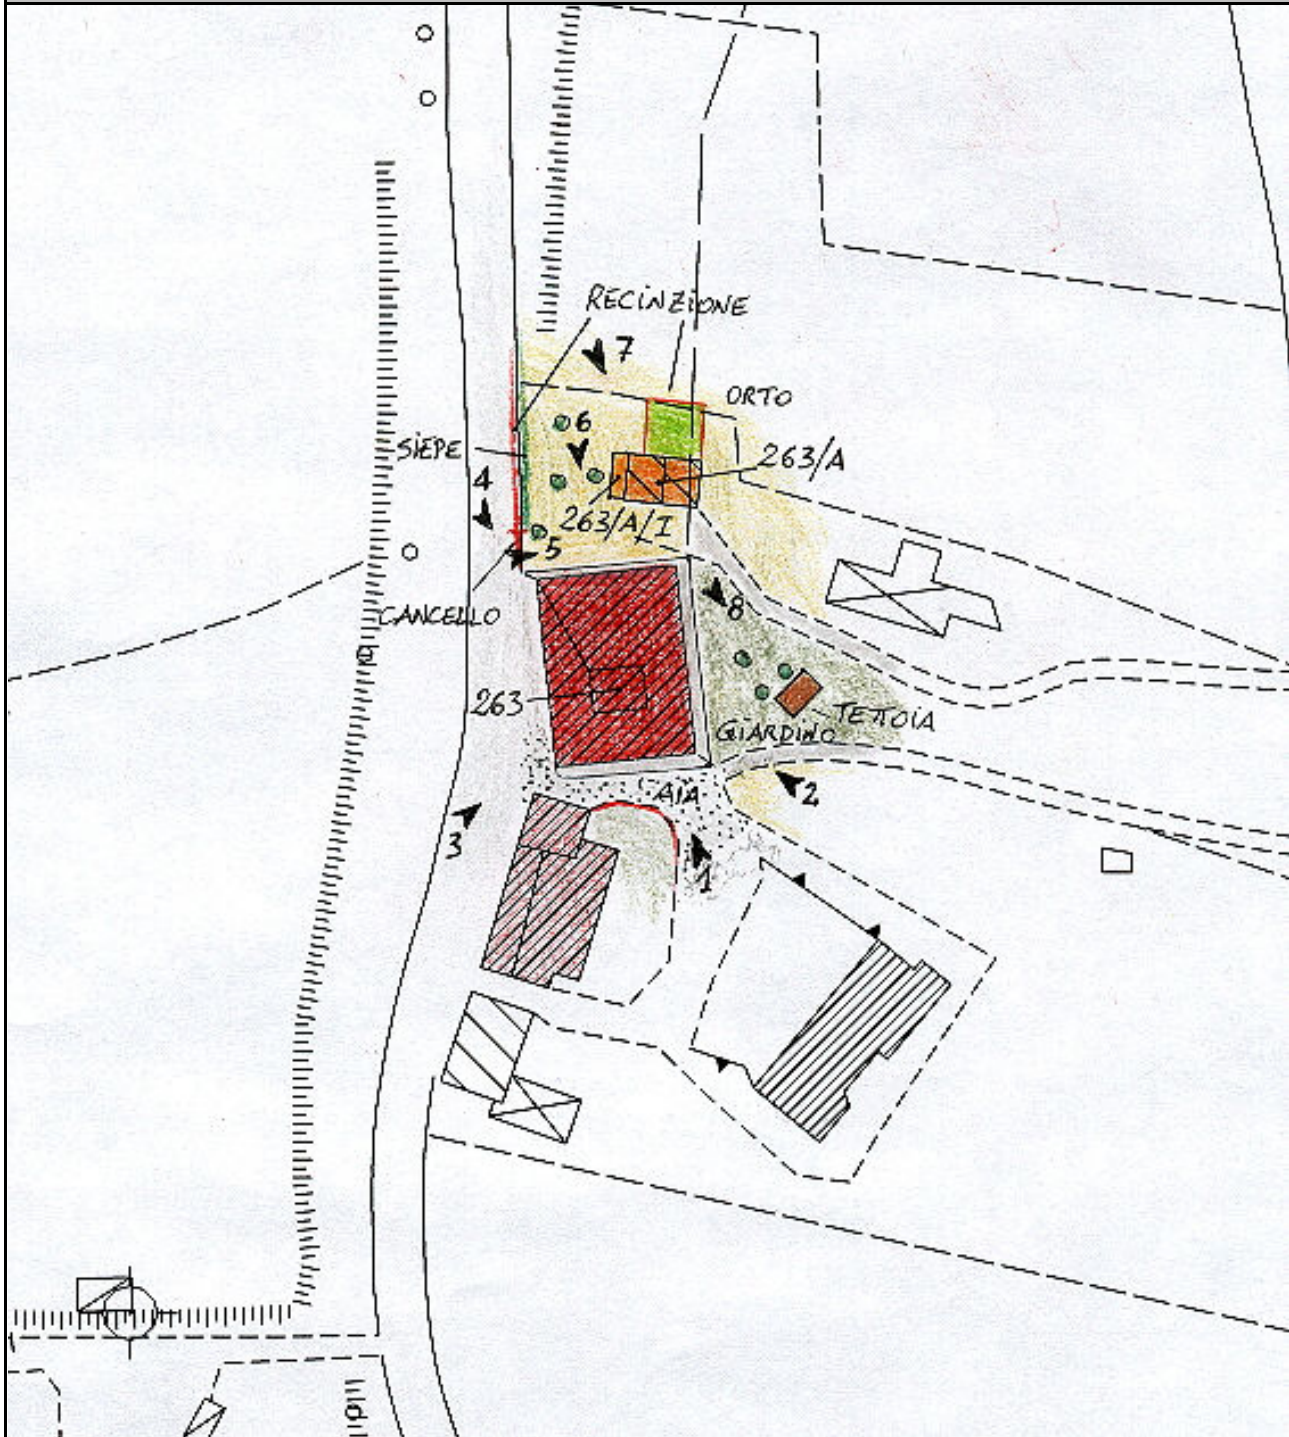 RECINZIONE
7
ORTO
6
SIEPE
263/A
4
263/A/I
5
CANCELLO
8
263
TETTOIA
GIARDINO
AIA
2
3
1